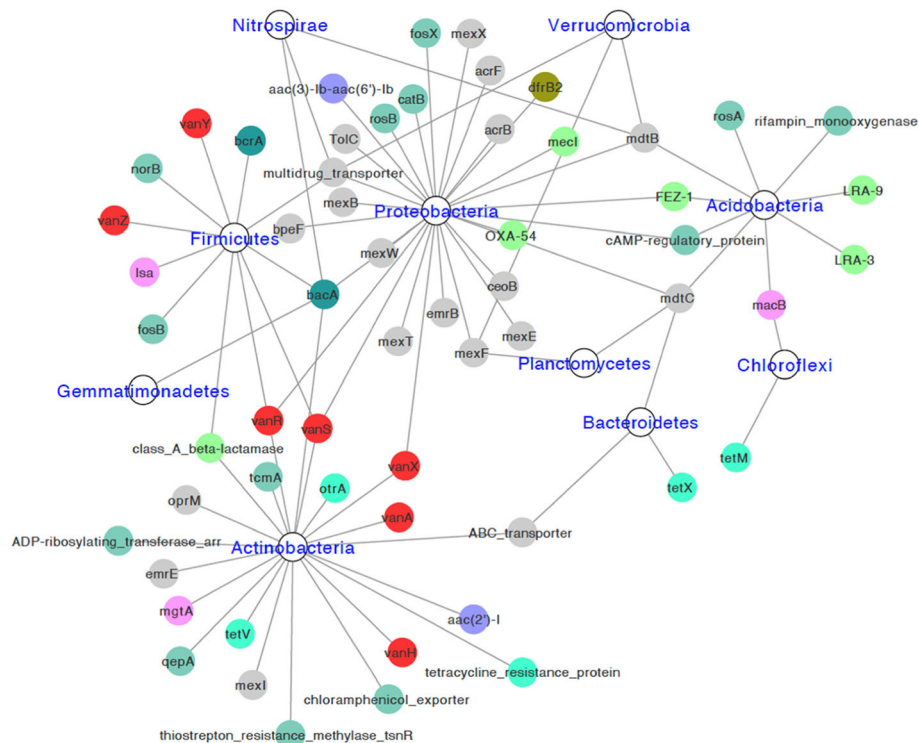 Nitrospirae
Verrucomicrobia
fosX
mexX
acrF
aac(3)-Ib-aac(6')-Ib
dfrB2
catB
rosB
rosA
rifampin_monooxygenase
vanY
bcrA
TolC
acrB
mecI
mdtB
norB
multidrug_transporter
mexB
FEZ-1
LRA-9
Proteobacteria
Acidobacteria
vanZ
Firmicutes
bpeF
OXA-54
cAMP-regulatory_protein
mexW
LRA-3
lsa
bacA
ceoB
mdtC
macB
fosB
emrB
mexT
mexE
mexF
Planctomycetes
Chloroflexi
Gemmatimonadetes
vanR
vanS
Bacteroidetes
class_A_beta-lactamase
vanX
tetM
tcmA
otrA
tetX
oprM
vanA
ABC_transporter
ADP-ribosylating_transferase_arr
Actinobacteria
emrE
mgtA
aac(2')-I
tetV
vanH
qepA
tetracycline_resistance_protein
mexI
chloramphenicol_exporter
thiostrepton_resistance_methylase_tsnR